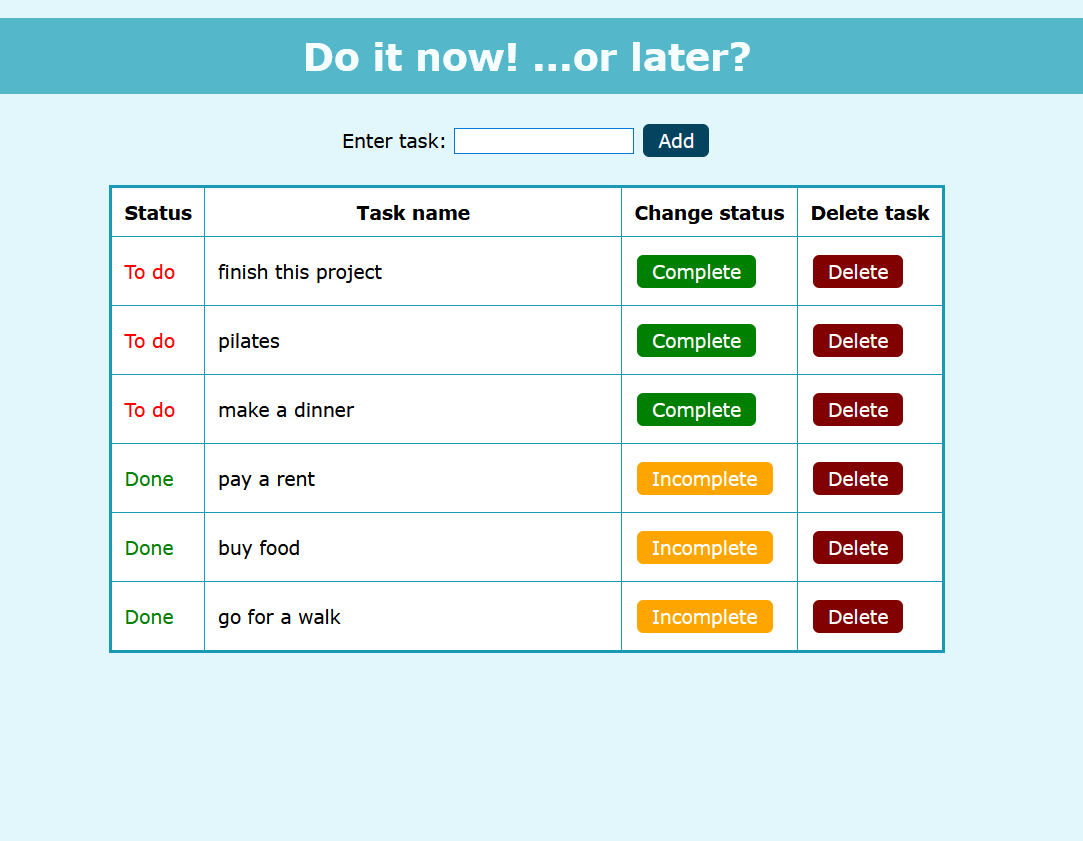 Do it now! ...or later?
Enter task: Add
Status Task name Change status Delete task
To do finish this project Complete Delete
To do pilates Complete Delete
To do make a dinner Complete Delete
Done pay a rent Incomplete Delete
Done buy food Incomplete Delete
Done go for a walk Incomplete Delete